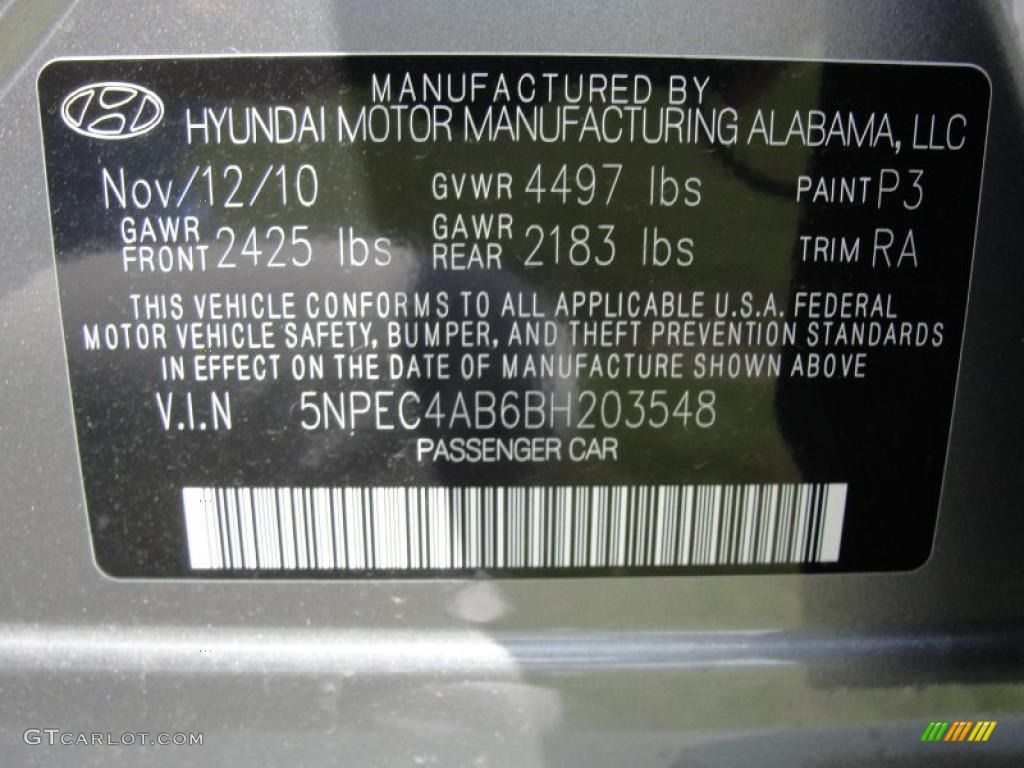 MANUFACTURED BY
HYUNDAI MOTOR MANUFACTURING ALABAMA, LLC
Nov/12/10 GVWR 4497 lbs PAINT P3
GAWR FRONT 2425 lbs GAWR REAR 2183 lbs TRIM RA
THIS VEHICLE CONFORMS TO ALL APPLICABLE U.S.A. FEDERAL
MOTOR VEHICLE SAFETY, BUMPER, AND THEFT PREVENTION STANDARDS
IN EFFECT ON THE DATE OF MANUFACTURE SHOWN ABOVE
V.I.N 5NPEC4AB6BH203548
PASSENGER CAR
GTCARLOT.COM